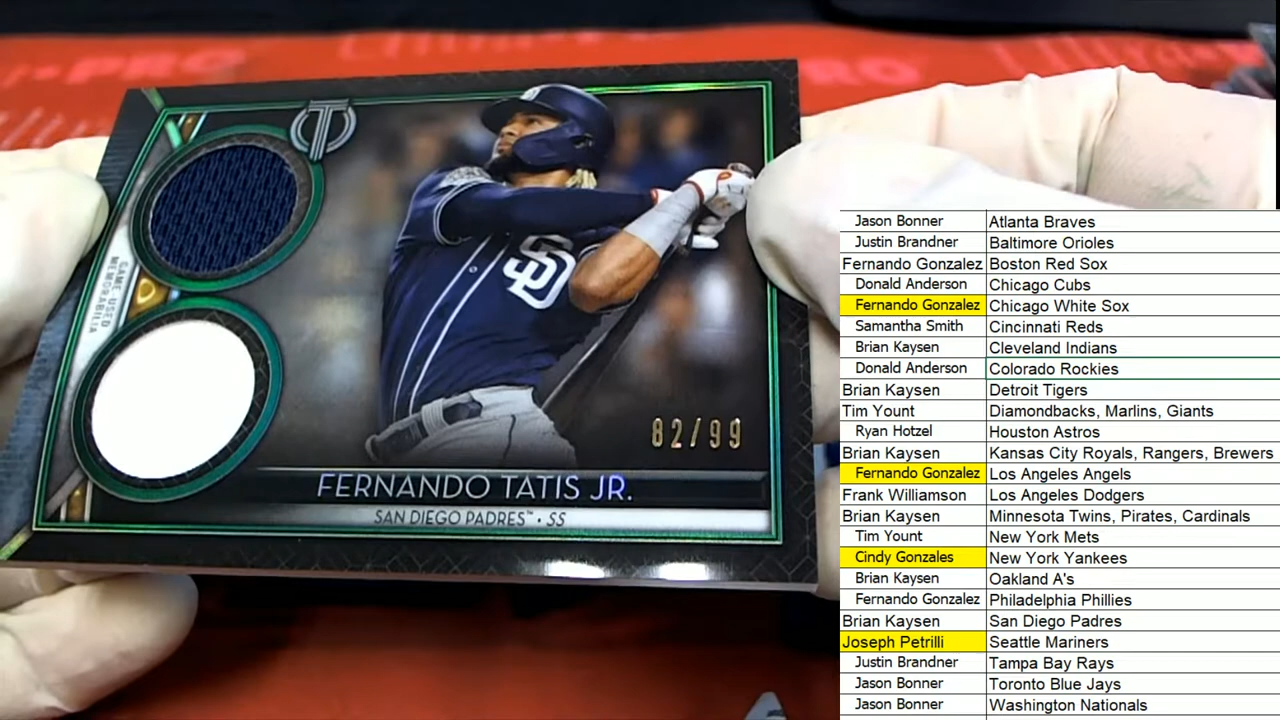 PRO
PRO
GAME-USED
MEMORABILIA
SD
82/99
FERNANDO TATIS JR.
SAN DIEGO PADRES™ • SS
Jason Bonner Atlanta Braves
Justin Brandner Baltimore Orioles
Fernando Gonzalez Boston Red Sox
Donald Anderson Chicago Cubs
Fernando Gonzalez Chicago White Sox
Samantha Smith Cincinnati Reds
Brian Kaysen Cleveland Indians
Donald Anderson Colorado Rockies
Brian Kaysen Detroit Tigers
Tim Yount Diamondbacks, Marlins, Giants
Ryan Hotzel Houston Astros
Brian Kaysen Kansas City Royals, Rangers, Brewers
Fernando Gonzalez Los Angeles Angels
Frank Williamson Los Angeles Dodgers
Brian Kaysen Minnesota Twins, Pirates, Cardinals
Tim Yount New York Mets
Cindy Gonzales New York Yankees
Brian Kaysen Oakland A's
Fernando Gonzalez Philadelphia Phillies
Brian Kaysen San Diego Padres
Joseph Petrilli Seattle Mariners
Justin Brandner Tampa Bay Rays
Jason Bonner Toronto Blue Jays
Jason Bonner Washington Nationals